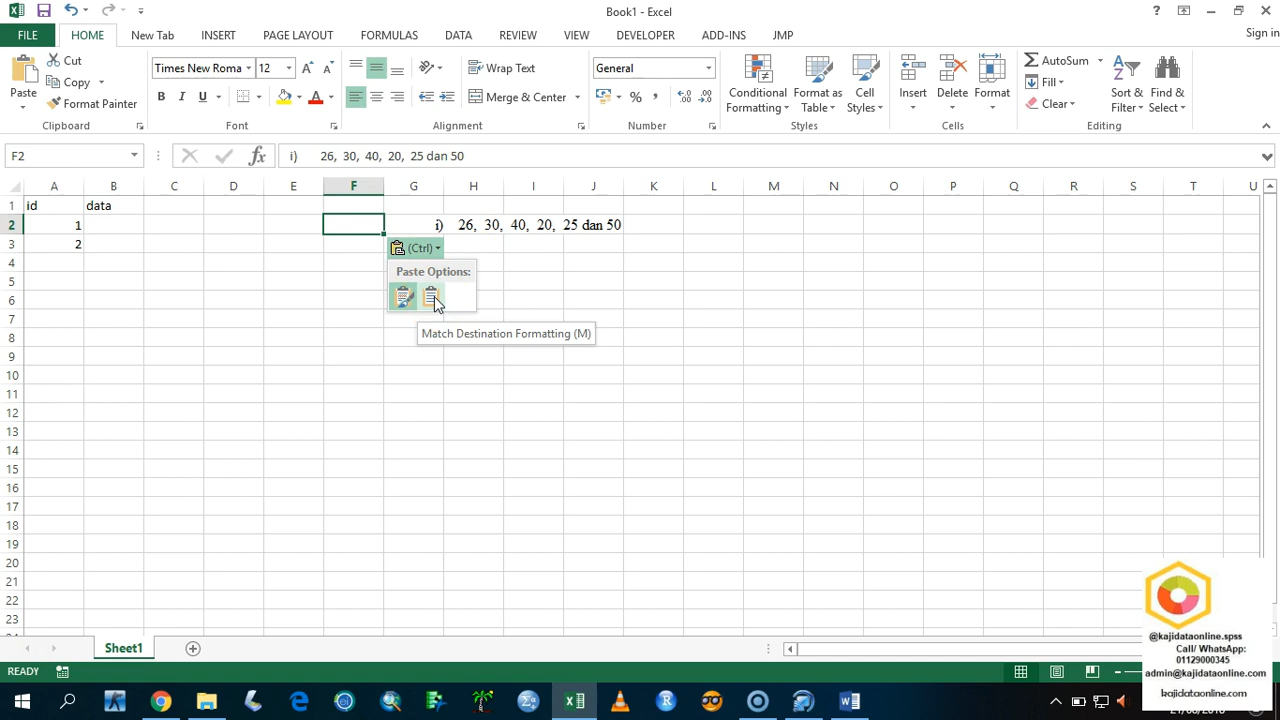 Book1 - Excel
?
FILE HOME New Tab INSERT PAGE LAYOUT FORMULAS DATA REVIEW VIEW DEVELOPER ADD-INS JMP Sign in
Cut
Copy
Format Painter
Paste
Times New Roma 12
B I U
A A A
Wrap Text
Merge & Center
General
% ,
Conditional Formatting
Format as Table
Cell Styles
Insert Delete Format
AutoSum
Fill
Clear
Sort & Filter
Find & Select
Clipboard Font Alignment Number Styles Cells Editing
F2 fx i) 26, 30, 40, 20, 25 dan 50
A B C D E F G H I J K L M N O P Q R S T U
1 id data
2 1 i) 26, 30, 40, 20, 25 dan 50
3 2
(Ctrl)
4
Paste Options:
5
6
7
Match Destination Formatting (M)
8
9
10
11
12
13
14
15
16
17
18
19
20
21
22
23
@kajidataonline.spss
Call/ WhatsApp:
01129000345
admin@kajidataonline.com
kajidataonline.com
Sheet1
READY